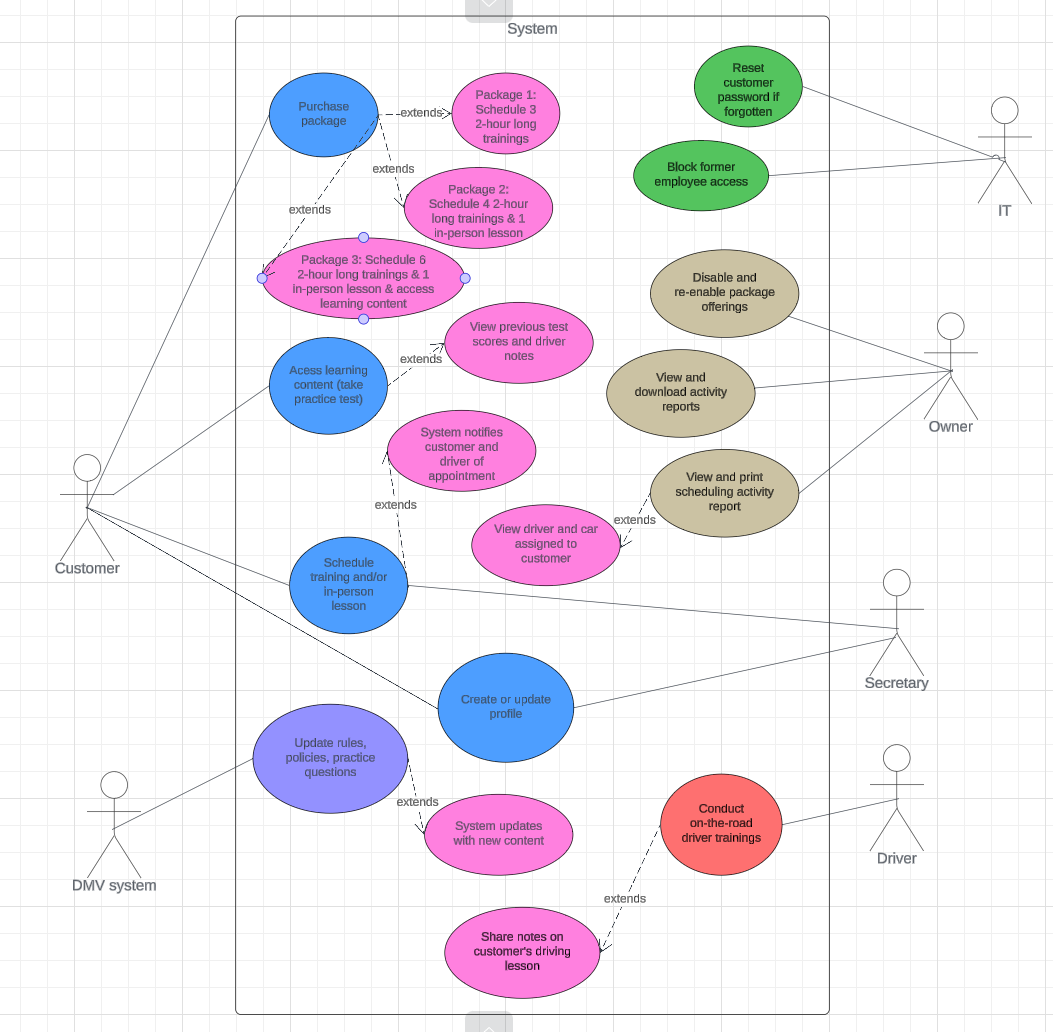 System
Purchase
package
extends
Package 1:
Schedule 3
2-hour long
trainings
extends
Package 2:
Schedule 4 2-hour
long trainings & 1
in-person lesson
extends
Package 3: Schedule 6
2-hour long trainings & 1
in-person lesson & access
learning content
Reset
customer
password if
forgotten
Block former
employee access
IT
Disable and
re-enable package
offerings
View and
download activity
reports
Owner
View and print
scheduling activity
report
extends
View driver and car
assigned to
customer
Acess learning
content (take
practice test)
extends
View previous test
scores and driver
notes
System notifies
customer and
driver of
appointment
extends
Customer
Schedule
training and/or
in-person
lesson
Secretary
Create or update
profile
Update rules,
policies, practice
questions
extends
System updates
with new content
DMV system
Conduct
on-the-road
driver trainings
Driver
extends
Share notes on
customer's driving
lesson